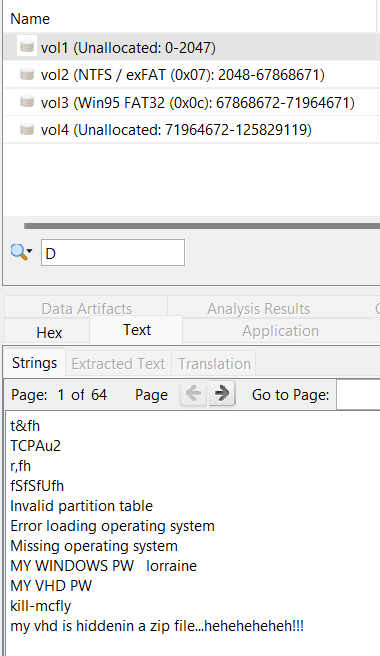 Name
vol1 (Unallocated: 0-2047)
vol2 (NTFS / exFAT (0x07): 2048-67868671)
vol3 (Win95 FAT32 (0x0c): 67868672-71964671)
vol4 (Unallocated: 71964672-125829119)
D
Data Artifacts Analysis Results
Hex Text Application
Strings Extracted Text Translation
Page: 1 of 64 Page Go to Page:
t&fh
TCPAu2
r,fh
fSfSfUfh
Invalid partition table
Error loading operating system
Missing operating system
MY WINDOWS PW lorraine
MY VHD PW
kill-mcfly
my vhd is hiddenin a zip file...heheheheheh!!!